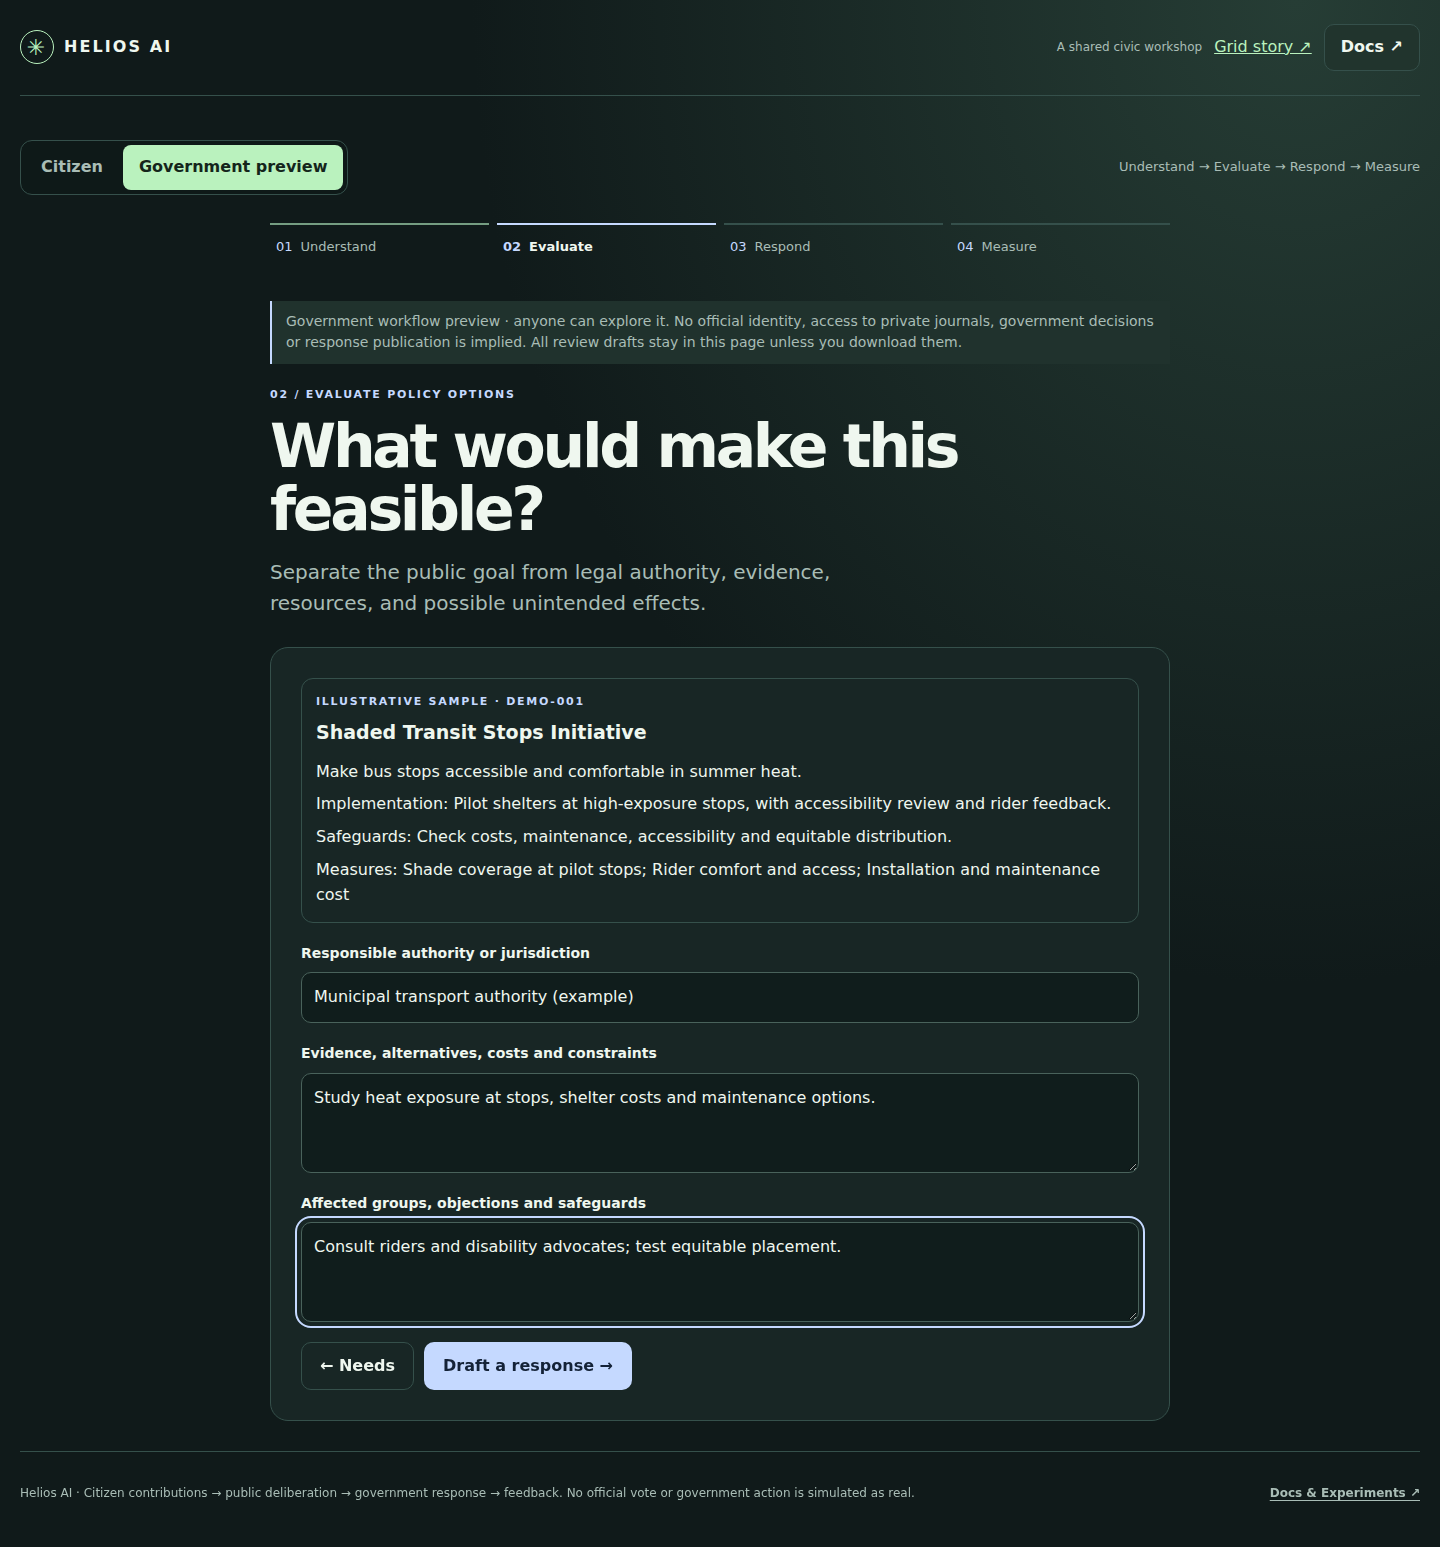 HELIOS AI
A shared civic workshop Grid story ↗ Docs ↗
Citizen Government preview
Understand → Evaluate → Respond → Measure
01 Understand 02 Evaluate 03 Respond 04 Measure
Government workflow preview · anyone can explore it. No official identity, access to private journals, government decisions
or response publication is implied. All review drafts stay in this page unless you download them.
02 / EVALUATE POLICY OPTIONS
What would make this
feasible?
Separate the public goal from legal authority, evidence,
resources, and possible unintended effects.
ILLUSTRATIVE SAMPLE · DEMO-001
Shaded Transit Stops Initiative
Make bus stops accessible and comfortable in summer heat.
Implementation: Pilot shelters at high-exposure stops, with accessibility review and rider feedback.
Safeguards: Check costs, maintenance, accessibility and equitable distribution.
Measures: Shade coverage at pilot stops; Rider comfort and access; Installation and maintenance
cost
Responsible authority or jurisdiction
Municipal transport authority (example)
Evidence, alternatives, costs and constraints
Study heat exposure at stops, shelter costs and maintenance options.
Affected groups, objections and safeguards
Consult riders and disability advocates; test equitable placement.
← Needs Draft a response →
Helios AI · Citizen contributions → public deliberation → government response → feedback. No official vote or government action is simulated as real.
Docs & Experiments ↗